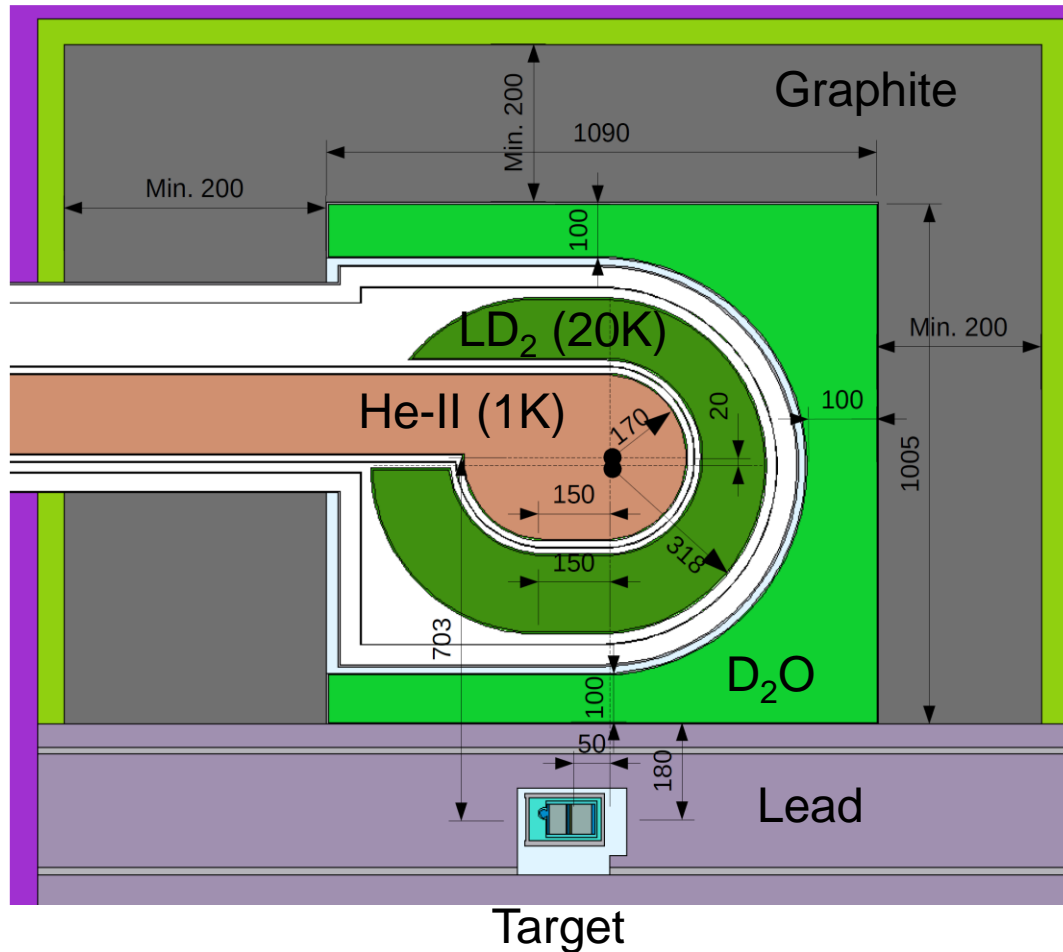 Graphite
Min. 200
1090
Min. 200
100
LD₂ (20K)
Min. 200
He-II (1K)
170
20
100
1005
150
150
318
703
D₂O
100
50
180
Lead
Target